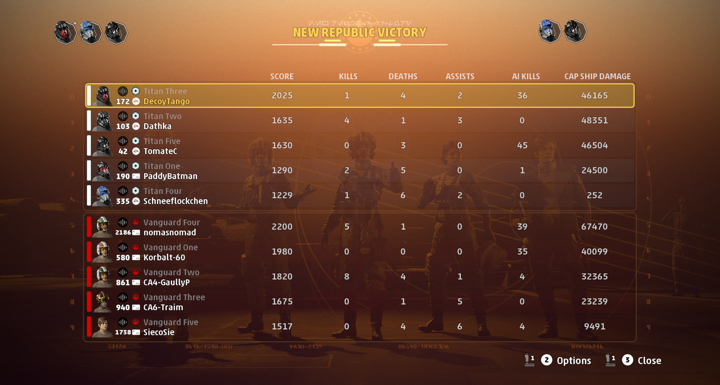 NEW REPUBLIC VICTORY
SCORE KILLS DEATHS ASSISTS AI KILLS CAP SHIP DAMAGE
Titan Three
172 DecoyTango 2025 1 4 2 36 46165
Titan Two
103 Dathka 1635 4 1 3 0 48351
Titan Five
42 TomateC 1630 0 3 0 45 46504
Titan One
190 PaddyBatman 1290 2 5 0 1 24500
Titan Four
335 Schneeflockchen 1229 1 6 2 0 252
Vanguard Four
2186 nomasnomad 2200 5 1 0 39 67470
Vanguard One
580 Korbalt-60 1980 0 0 0 35 40099
Vanguard Two
861 CA4-GaullyP 1820 8 4 1 4 32365
Vanguard Three
940 CA6-Traim 1675 0 1 5 0 23239
Vanguard Five
1758 SiecoSie 1517 0 4 6 4 9491
1 2 Options 1 3 Close